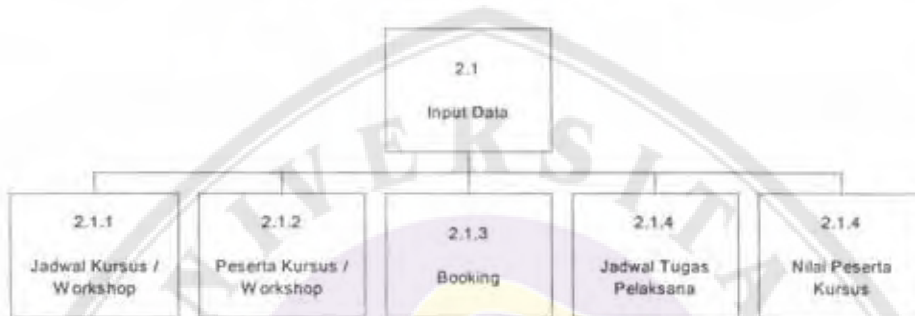 2.1
Input Data
2.1.1
Jadwal Kursus /
Workshop
2.1.2
Peserta Kursus /
Workshop
2.1.3
Booking
2.1.4
Jadwal Tugas
Pelaksana
2.1.4
Nilai Peserta
Kursus
NIVERSITA